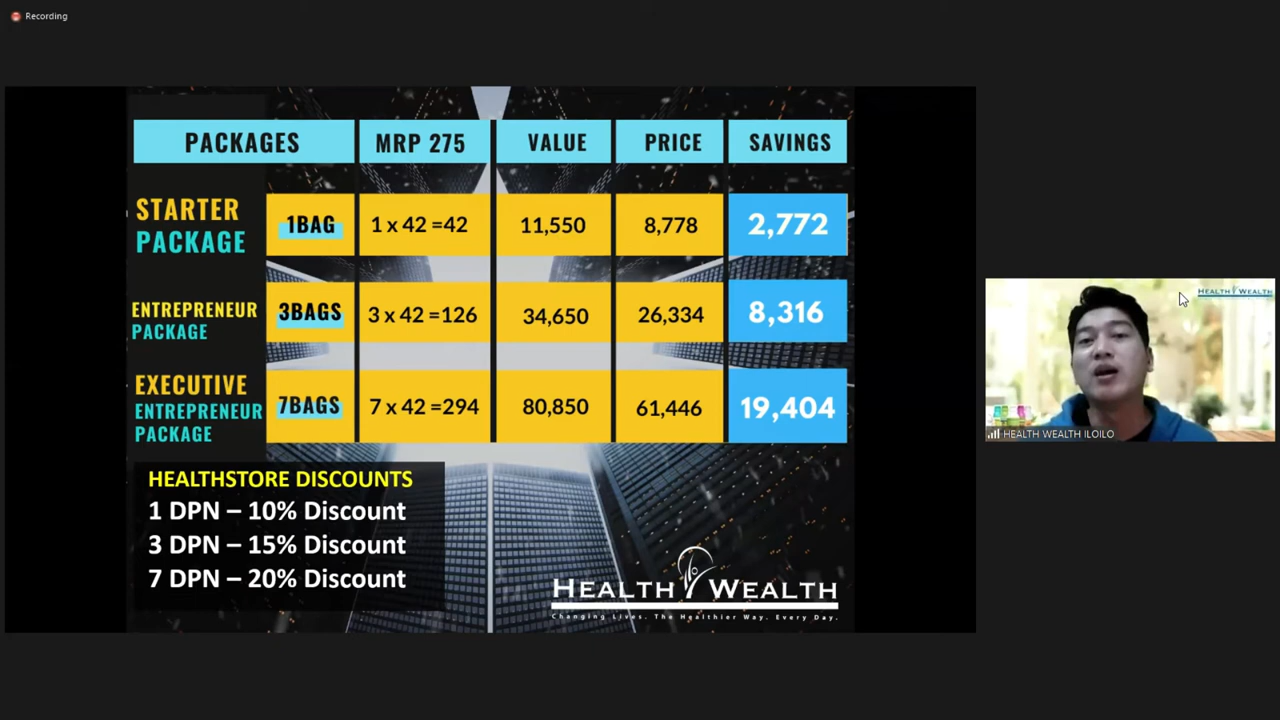 Recording
PACKAGES MRP 275 VALUE PRICE SAVINGS
STARTER
PACKAGE
1BAG 1 x 42 =42 11,550 8,778 2,772
ENTREPRENEUR
PACKAGE
3BAGS 3 x 42 =126 34,650 26,334 8,316
EXECUTIVE
ENTREPRENEUR
PACKAGE
7BAGS 7 x 42 =294 80,850 61,446 19,404
HEALTHSTORE DISCOUNTS
1 DPN – 10% Discount
3 DPN – 15% Discount
7 DPN – 20% Discount
HEALTH WEALTH
Changing Lives. The Healthier Way. Every Day.
HEALTH WEALTH
HEALTH WEALTH ILOILO